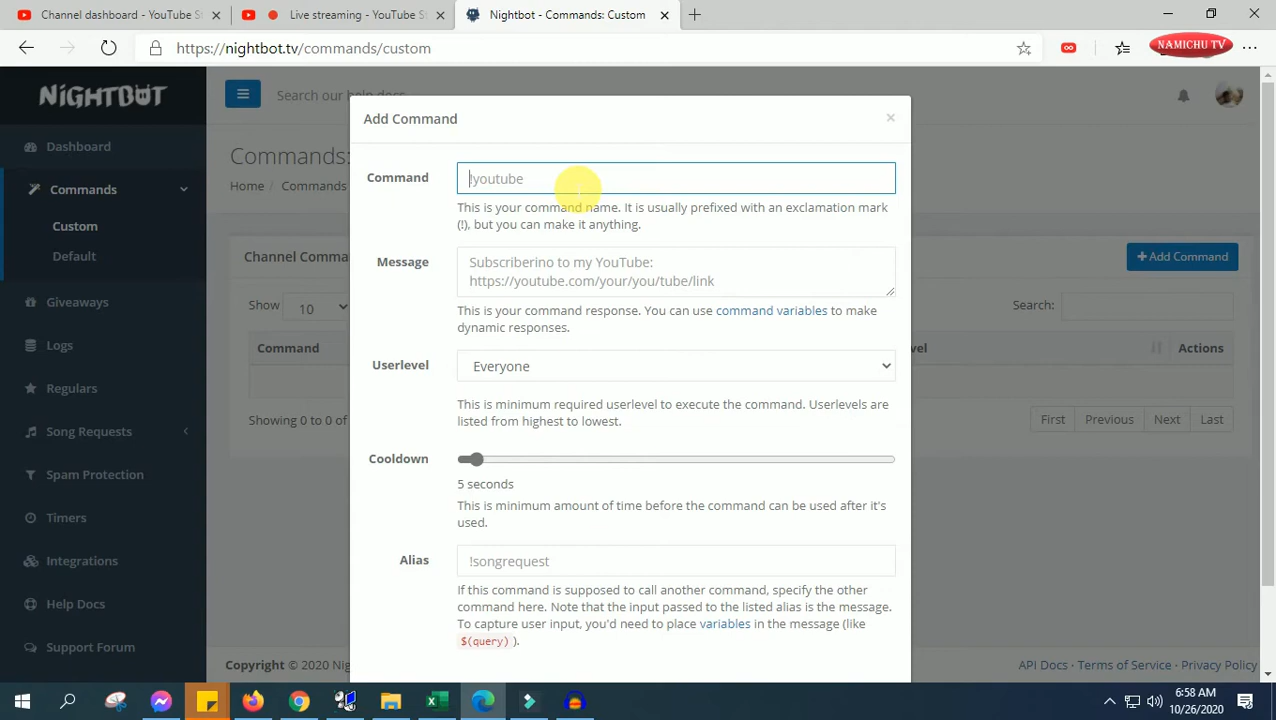 Channel dashboard - YouTube St
Live streaming - YouTube Studio
Nightbot - Commands: Custom
https://nightbot.tv/commands/custom
NAMICHU TV
NIGHTBOT
Search our help docs
Dashboard
Commands
Custom
Default
Giveaways
Logs
Regulars
Song Requests
Spam Protection
Timers
Integrations
Help Docs
Support Forum
Commands:
Home · Commands
Channel Comma
+ Add Command
Show 10
Search:
Command
vel
Actions
Showing 0 to 0 of
First Previous Next Last
Copyright © 2020 Nig
API Docs · Terms of Service · Privacy Policy
Add Command
×
Command
!youtube
This is your command name. It is usually prefixed with an exclamation mark
(!), but you can make it anything.
Message
Subscriberino to my YouTube:
https://youtube.com/your/you/tube/link
This is your command response. You can use command variables to make
dynamic responses.
Userlevel
Everyone
This is minimum required userlevel to execute the command. Userlevels are
listed from highest to lowest.
Cooldown
5 seconds
This is minimum amount of time before the command can be used after it's
used.
Alias
!songrequest
If this command is supposed to call another command, specify the other
command here. Note that the input passed to the listed alias is the message.
To capture user input, you'd need to place variables in the message (like
$(query) ).
6:58 AM
10/26/2020